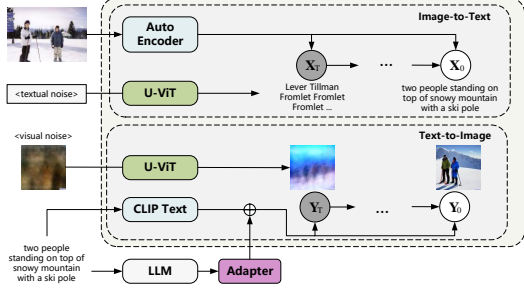 Image-to-Text
Auto
Encoder
X_T
...
X_0
<textual noise>
U-ViT
Lever Tillman
Fromlet Fromlet
Fromlet ...
two people standing on
top of snowy mountain
with a ski pole
<visual noise>
Text-to-Image
U-ViT
CLIP Text
Y_T
...
Y_0
two people
standing on top of
snowy mountain
with a ski pole
LLM
Adapter